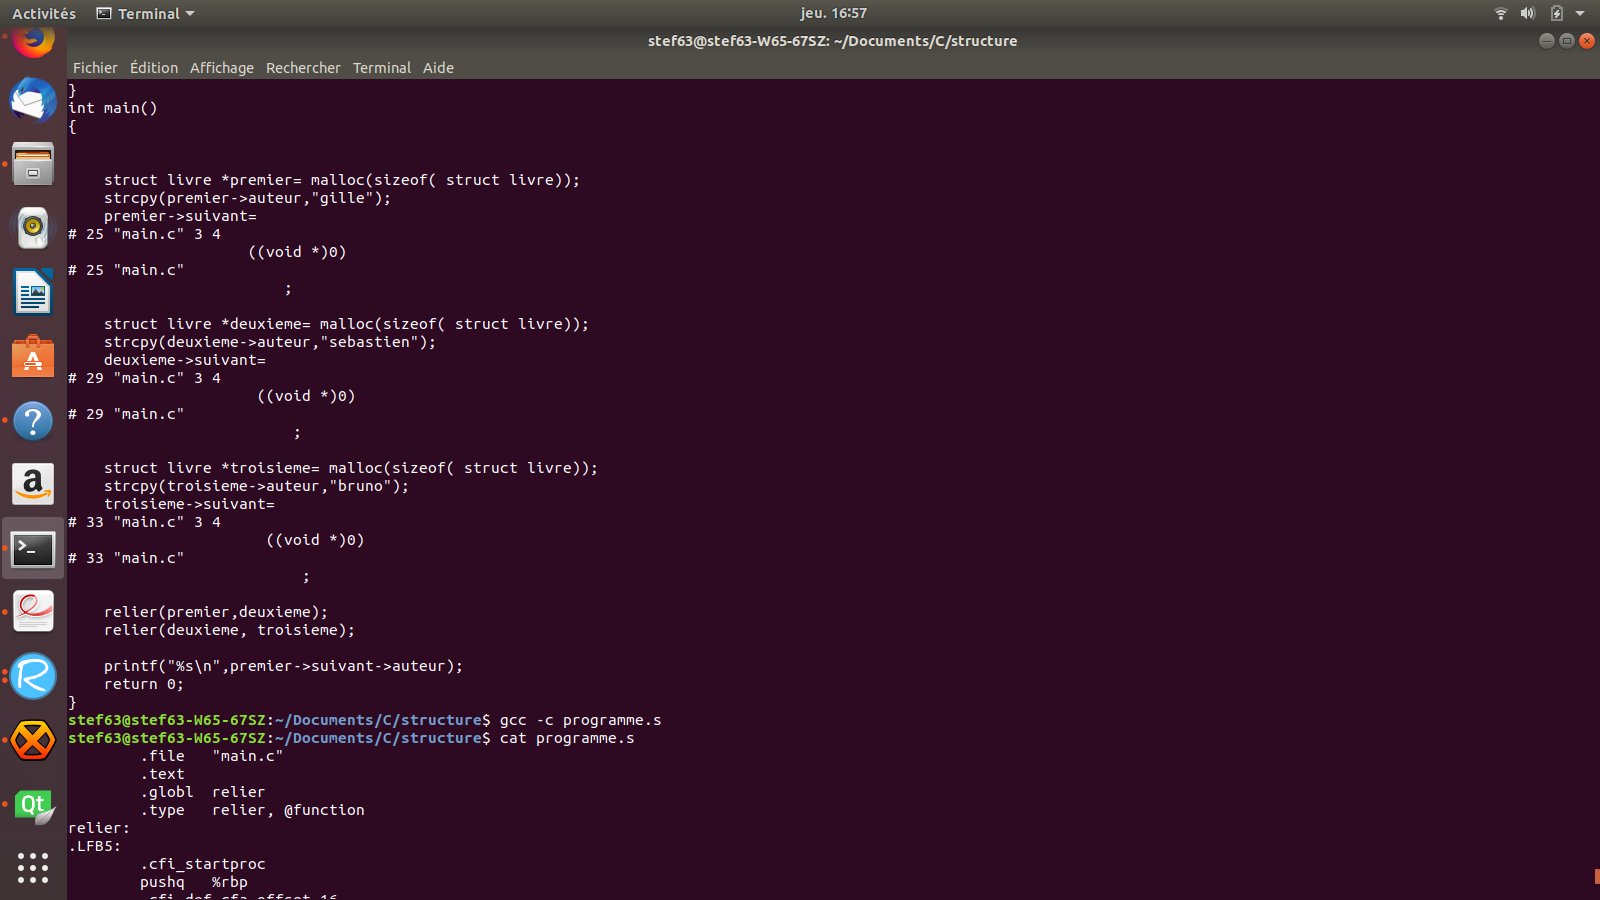 Activités Terminal jeu. 16:57
stef63@stef63-W65-67SZ: ~/Documents/C/structure
Fichier Édition Affichage Rechercher Terminal Aide
}
int main()
{
    struct livre *premier= malloc(sizeof( struct livre));
    strcpy(premier->auteur,"gille");
    premier->suivant=
# 25 "main.c" 3 4
                    ((void *)0)
# 25 "main.c"
                        ;
    struct livre *deuxieme= malloc(sizeof( struct livre));
    strcpy(deuxieme->auteur,"sebastien");
    deuxieme->suivant=
# 29 "main.c" 3 4
                     ((void *)0)
# 29 "main.c"
                         ;
    struct livre *troisieme= malloc(sizeof( struct livre));
    strcpy(troisieme->auteur,"bruno");
    troisieme->suivant=
# 33 "main.c" 3 4
                      ((void *)0)
# 33 "main.c"
                          ;
    relier(premier,deuxieme);
    relier(deuxieme, troisieme);
    printf("%s\n",premier->suivant->auteur);
    return 0;
}
stef63@stef63-W65-67SZ:~/Documents/C/structure$ gcc -c programme.s
stef63@stef63-W65-67SZ:~/Documents/C/structure$ cat programme.s
        .file   "main.c"
        .text
        .globl  relier
        .type   relier, @function
relier:
.LFB5:
        .cfi_startproc
        pushq   %rbp
        .cfi_def_cfa_offset 16